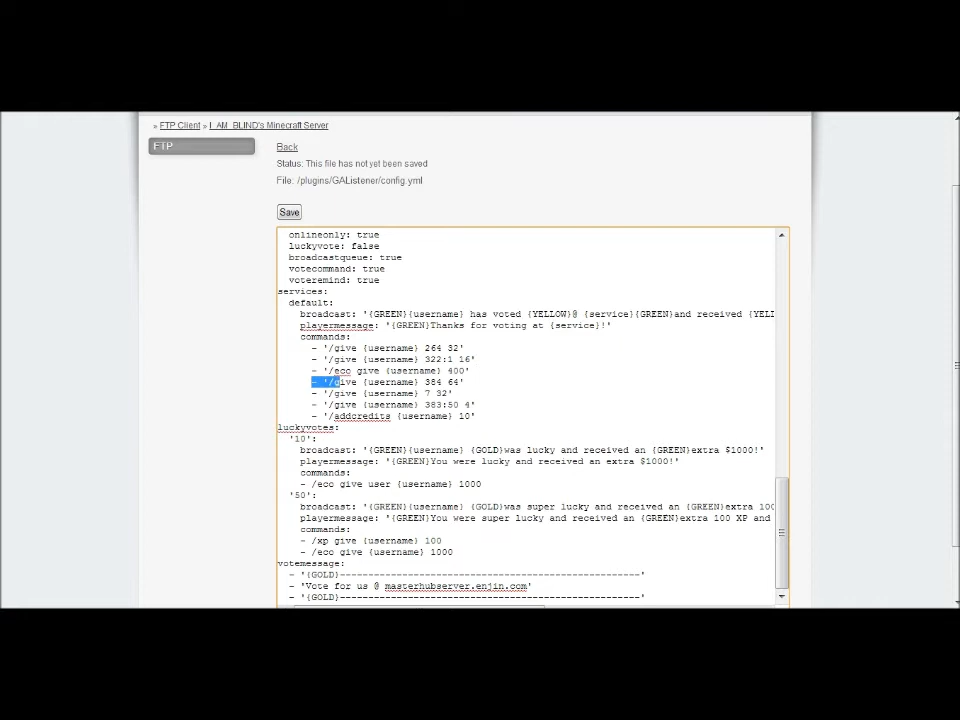 » FTP Client » I_AM_BLIND's Minecraft Server
FTP
Back
Status: This file has not yet been saved
File: /plugins/GAListener/config.yml
Save
onlineonly: true
luckyvote: false
broadcastqueue: true
votecommand: true
voteremind: true
services:
default:
broadcast: '{GREEN}{username} has voted {YELLOW}@ {service}{GREEN}and received {YELL
playermessage: '{GREEN}Thanks for voting at {service}!'
commands:
- '/give {username} 264 32'
- '/give {username} 322:1 16'
- '/eco give {username} 400'
- '/give {username} 384 64'
- '/give {username} 7 32'
- '/give {username} 383:50 4'
- '/addcredits {username} 10'
luckyvotes:
'10':
broadcast: '{GREEN}{username} {GOLD}was lucky and received an {GREEN}extra $1000!'
playermessage: '{GREEN}You were lucky and received an extra $1000!'
commands:
- /eco give user {username} 1000
'50':
broadcast: '{GREEN}{username} {GOLD}was super lucky and received an {GREEN}extra 100
playermessage: '{GREEN}You were super lucky and received an {GREEN}extra 100 XP and
commands:
- /xp give {username} 100
- /eco give {username} 1000
votemessage:
- '{GOLD}-----------------------------------------------------'
- 'Vote for us @ masterhubserver.enjin.com'
- '{GOLD}-----------------------------------------------------'